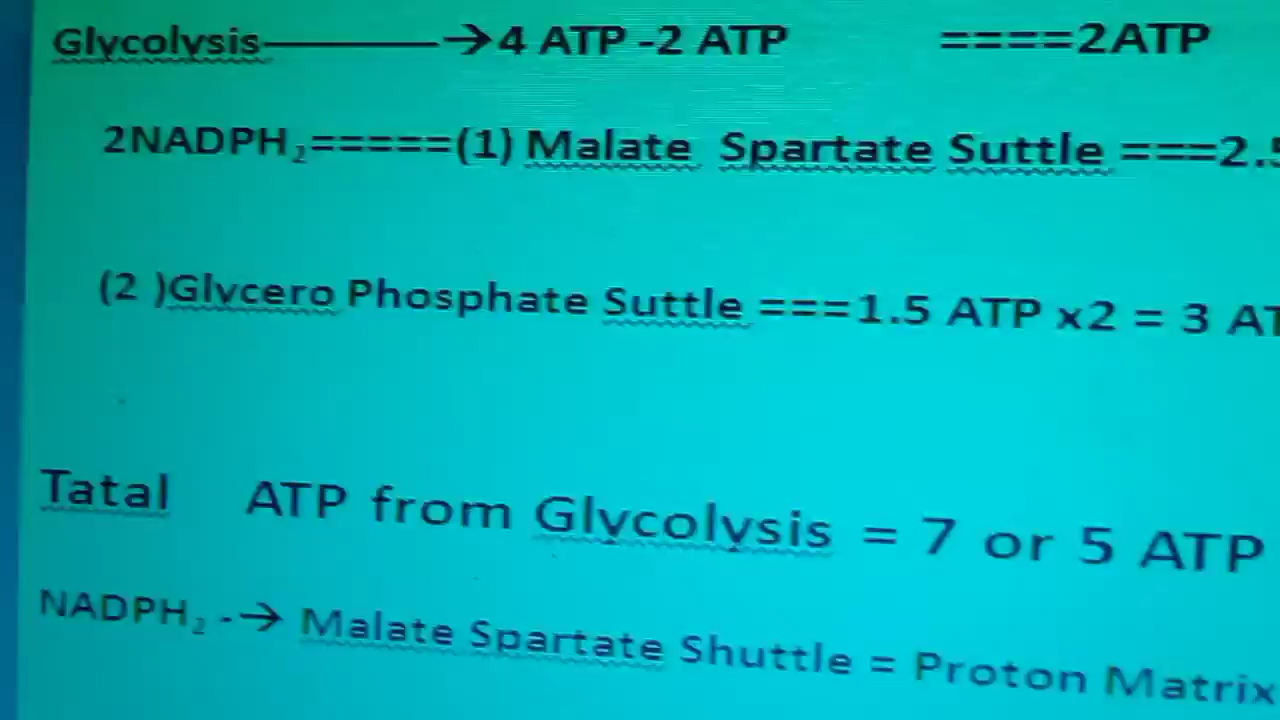 Glycolysis————→4 ATP -2 ATP ====2ATP
2NADPH₂=====(1) Malate Spartate Suttle ===2.5
(2 )Glycero Phosphate Suttle ===1.5 ATP x2 = 3 AT
Tatal ATP from Glycolysis = 7 or 5 ATP
NADPH₂ -→ Malate Spartate Shuttle = Proton Matrix